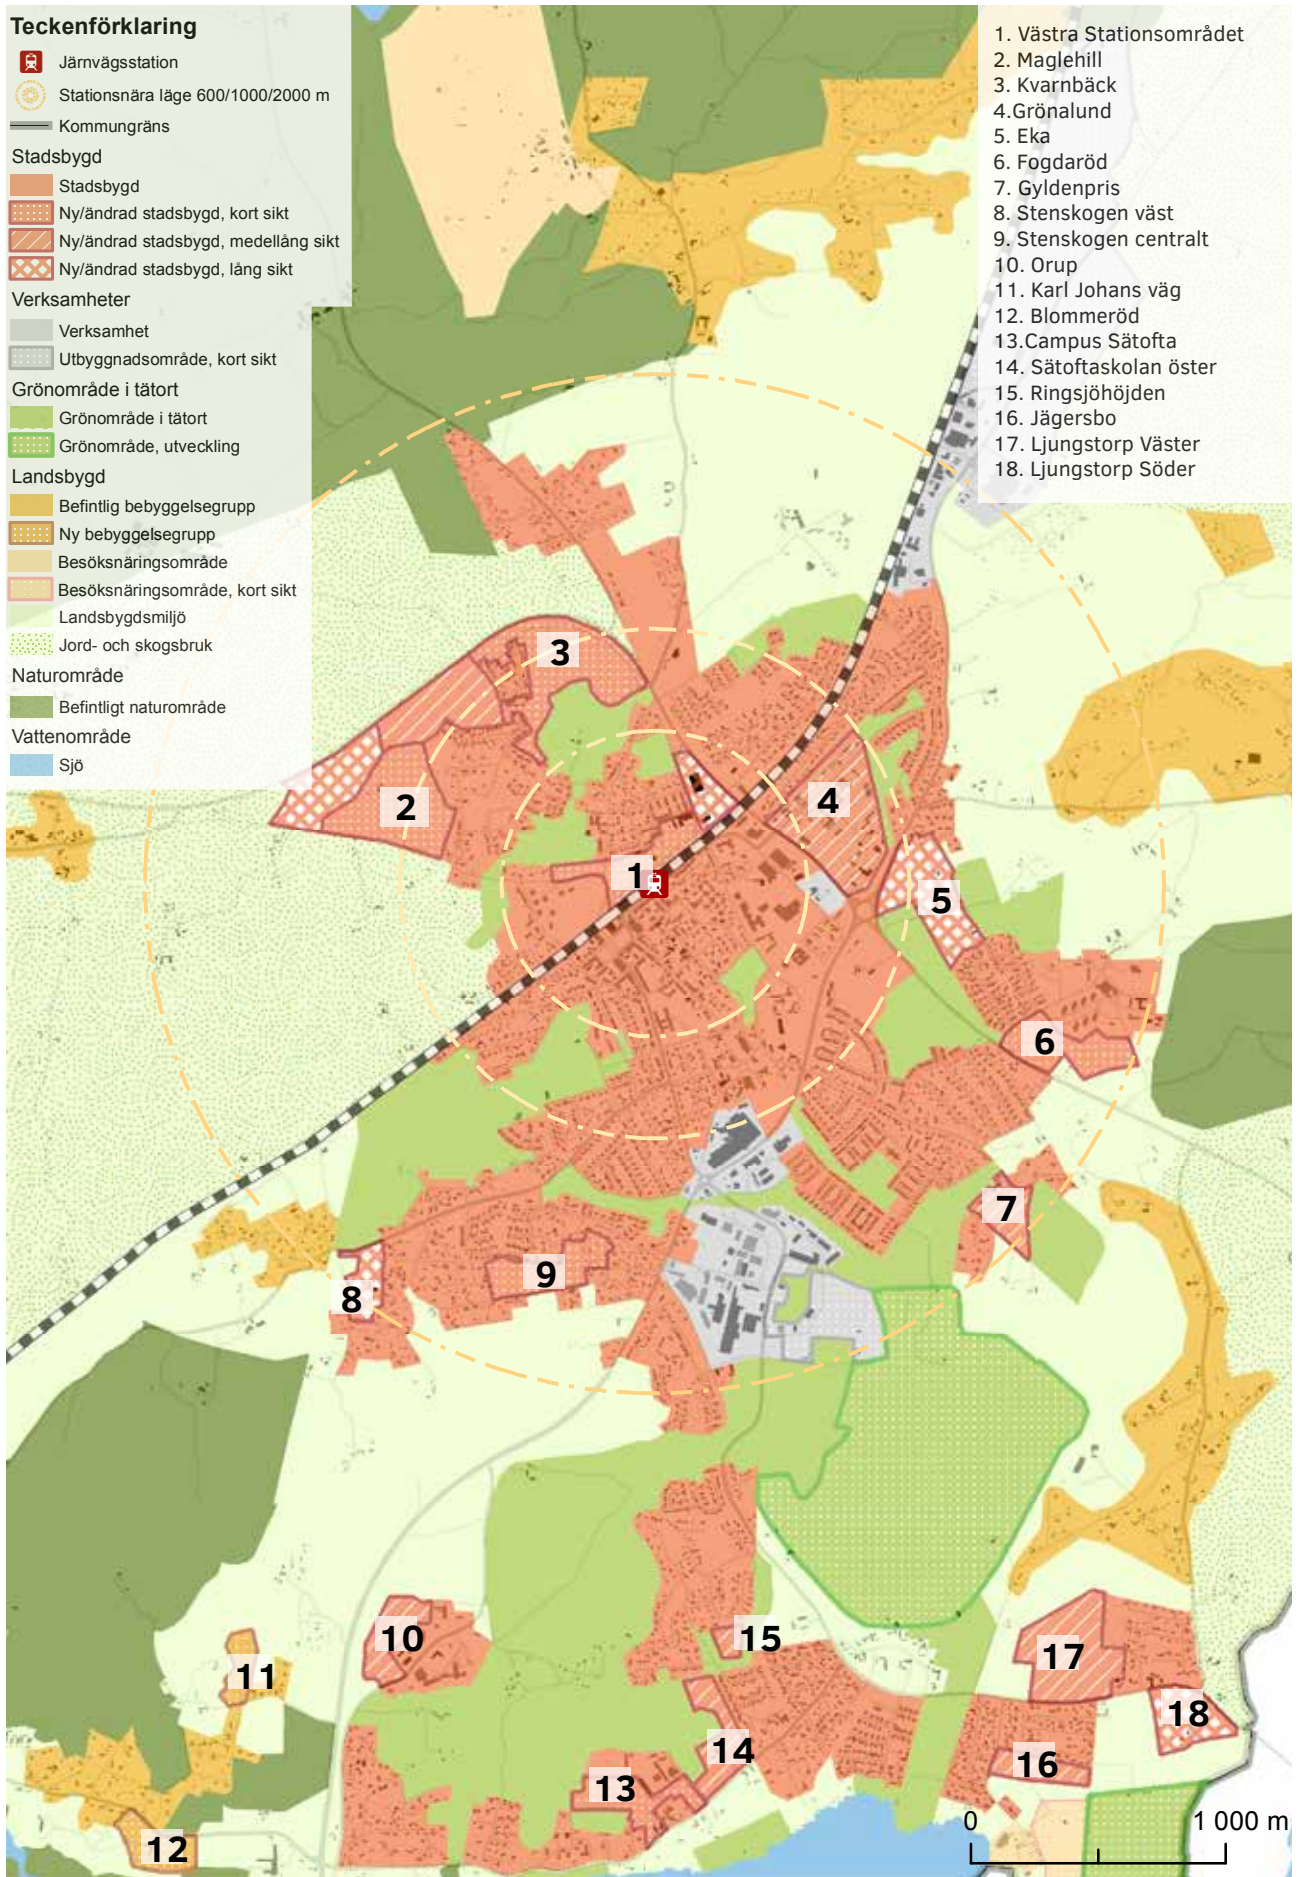 Teckenförklaring
Järnvägsstation
Stationsnära läge 600/1000/2000 m
Kommungräns
Stadsbygd
Stadsbygd
Ny/ändrad stadsbygd, kort sikt
Ny/ändrad stadsbygd, medellång sikt
Ny/ändrad stadsbygd, lång sikt
Verksamheter
Verksamhet
Utbyggnadsområde, kort sikt
Grönområde i tätort
Grönområde i tätort
Grönområde, utveckling
Landsbygd
Befintlig bebyggelsegrupp
Ny bebyggelsegrupp
Besöksnäringsområde
Besöksnäringsområde, kort sikt
Landsbygdsmiljö
Jord- och skogsbruk
Naturområde
Befintligt naturområde
Vattenområde
Sjö
1. Västra Stationsområdet
2. Maglehill
3. Kvarnbäck
4.Grönalund
5. Eka
6. Fogdaröd
7. Gyldenpris
8. Stenskogen väst
9. Stenskogen centralt
10. Orup
11. Karl Johans väg
12. Blommeröd
13.Campus Sätofta
14. Sätoftaskolan öster
15. Ringsjöhöjden
16. Jägersbo
17. Ljungstorp Väster
18. Ljungstorp Söder
3
2
4
1
5
6
7
9
8
10
15
11
17
18
14
16
13
12
0 1 000 m